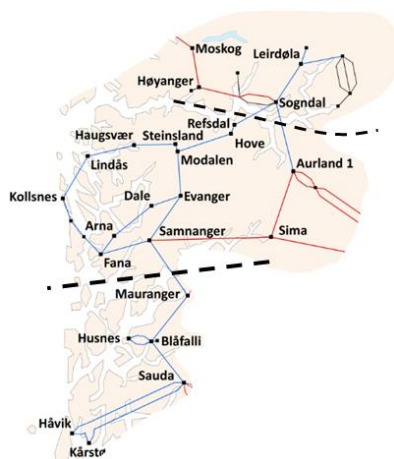 Moskog
Leirdøla
Høyanger
Sogndal
Refsdal
Haugsvær
Steinsland
Hove
Lindås
Modalen
Aurland 1
Kollsnes
Dale
Evanger
Arna
Samnanger
Sima
Fana
Mauranger
Husnes
Blåfalli
Sauda
Håvik
Kårstø